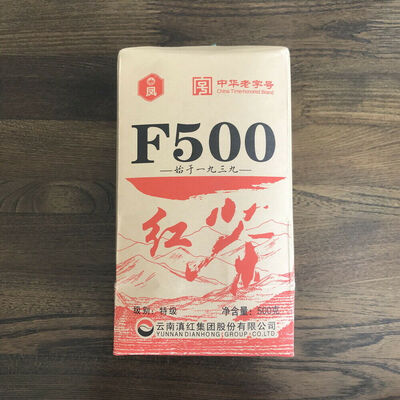 凤
中华老字号
China Time-honored Brand
F500
—始于一九三九—
红茶
级别：特级
净含量：500克
云南滇红集团股份有限公司
YUNNAN DIANHONG GROUP CO.LTD